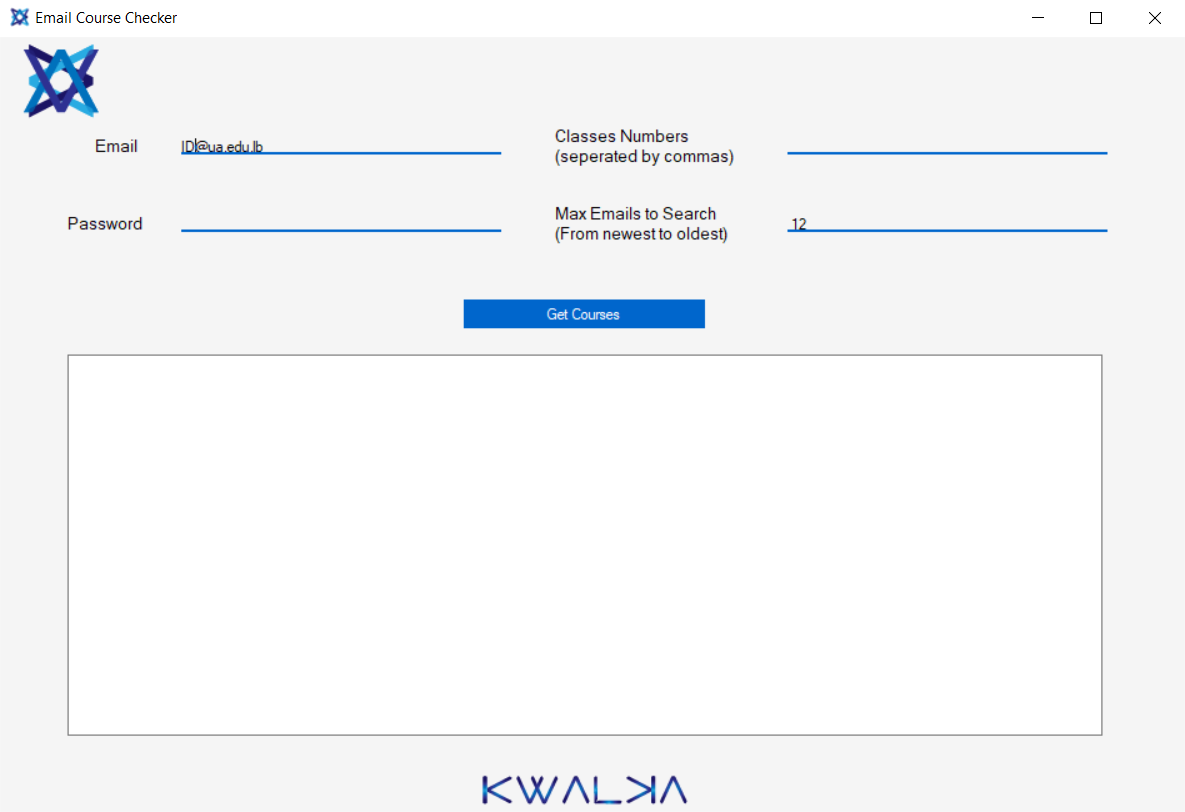 Email Course Checker
Email
ID@ua.edu.lb
Classes Numbers
(seperated by commas)
Password
Max Emails to Search
(From newest to oldest)
12
Get Courses
KWALKA